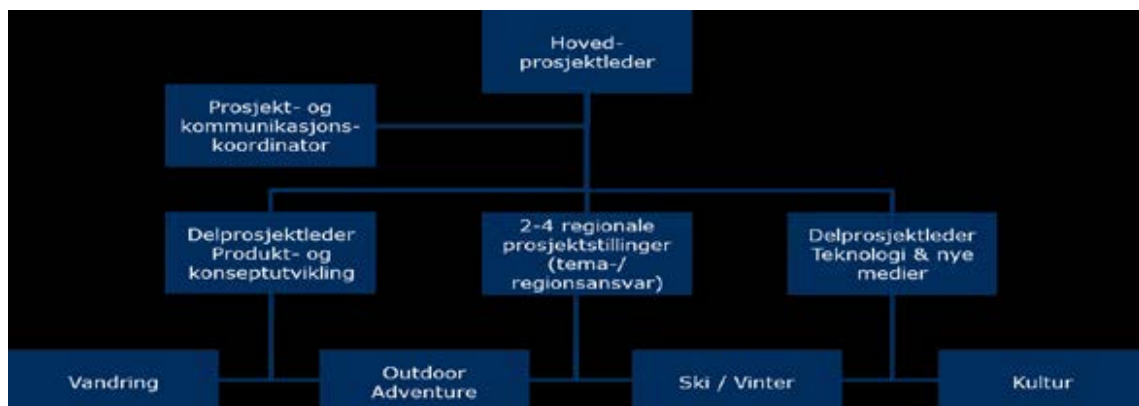 Hoved-
prosjektleder
Prosjekt- og
kommunikasjons-
koordinator
Delprosjektleder
Produkt- og
konseptutvikling
2-4 regionale
prosjektstillinger
(tema-/
regionsansvar)
Delprosjektleder
Teknologi & nye
medier
Vandring
Outdoor
Adventure
Ski / Vinter
Kultur